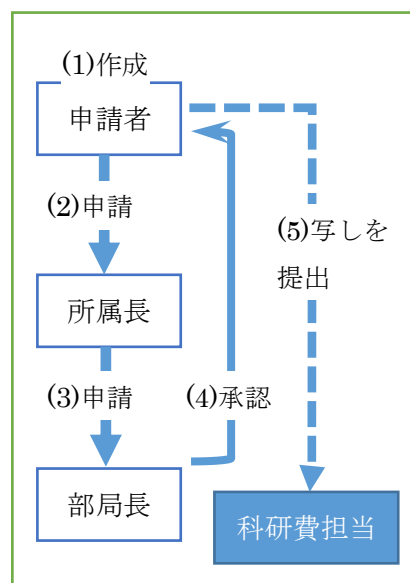 (1)作成
申請者
(2)申請
(5)写しを
提出
所属長
(3)申請
(4)承認
部局長
科研費担当